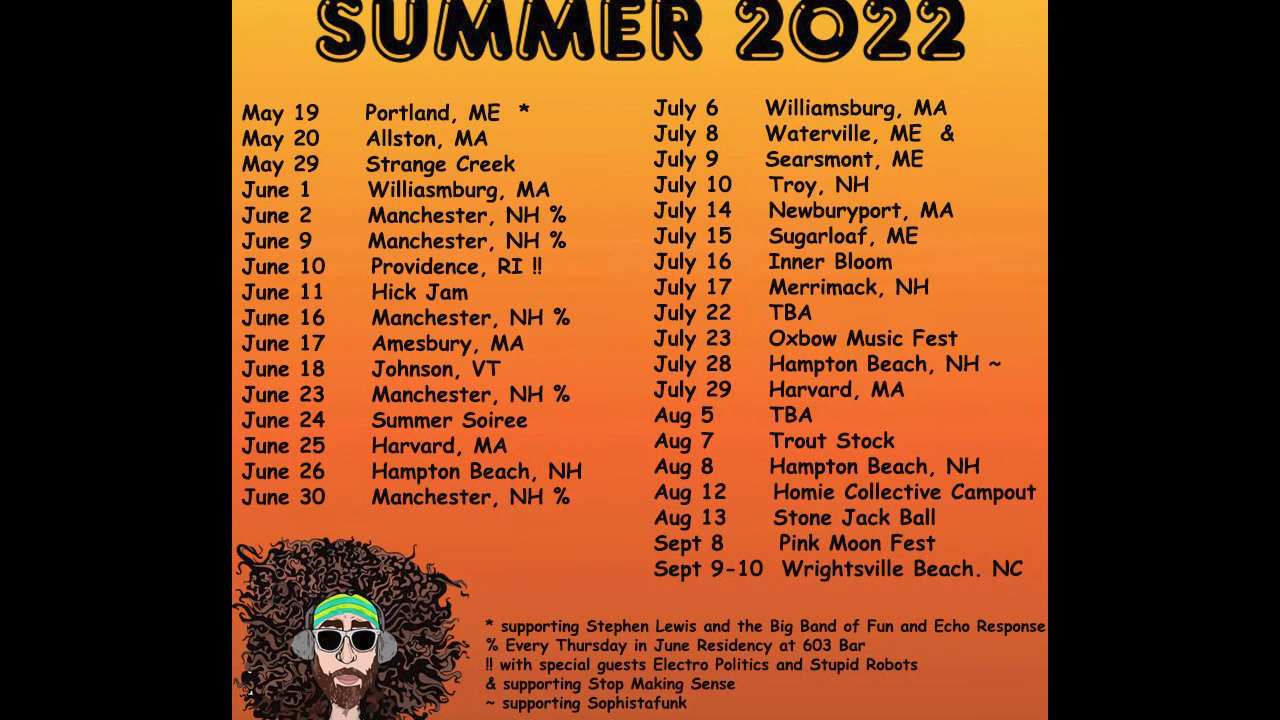 SUMMER 2022
May 19 Portland, ME *
May 20 Allston, MA
May 29 Strange Creek
June 1 Williasmburg, MA
June 2 Manchester, NH %
June 9 Manchester, NH %
June 10 Providence, RI !!
June 11 Hick Jam
June 16 Manchester, NH %
June 17 Amesbury, MA
June 18 Johnson, VT
June 23 Manchester, NH %
June 24 Summer Soiree
June 25 Harvard, MA
June 26 Hampton Beach, NH
June 30 Manchester, NH %
July 6 Williamsburg, MA
July 8 Waterville, ME &
July 9 Searsmont, ME
July 10 Troy, NH
July 14 Newburyport, MA
July 15 Sugarloaf, ME
July 16 Inner Bloom
July 17 Merrimack, NH
July 22 TBA
July 23 Oxbow Music Fest
July 28 Hampton Beach, NH ~
July 29 Harvard, MA
Aug 5 TBA
Aug 7 Trout Stock
Aug 8 Hampton Beach, NH
Aug 12 Homie Collective Campout
Aug 13 Stone Jack Ball
Sept 8 Pink Moon Fest
Sept 9-10 Wrightsville Beach. NC
* supporting Stephen Lewis and the Big Band of Fun and Echo Response
% Every Thursday in June Residency at 603 Bar
!! with special guests Electro Politics and Stupid Robots
& supporting Stop Making Sense
~ supporting Sophistafunk